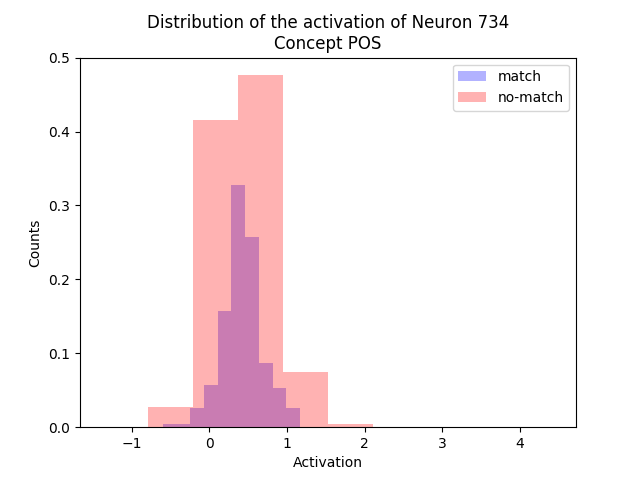 Distribution of the activation of Neuron 734
Concept POS
match
no-match
Counts
0.5
0.4
0.3
0.2
0.1
0.0
−1
0
1
2
3
4
Activation